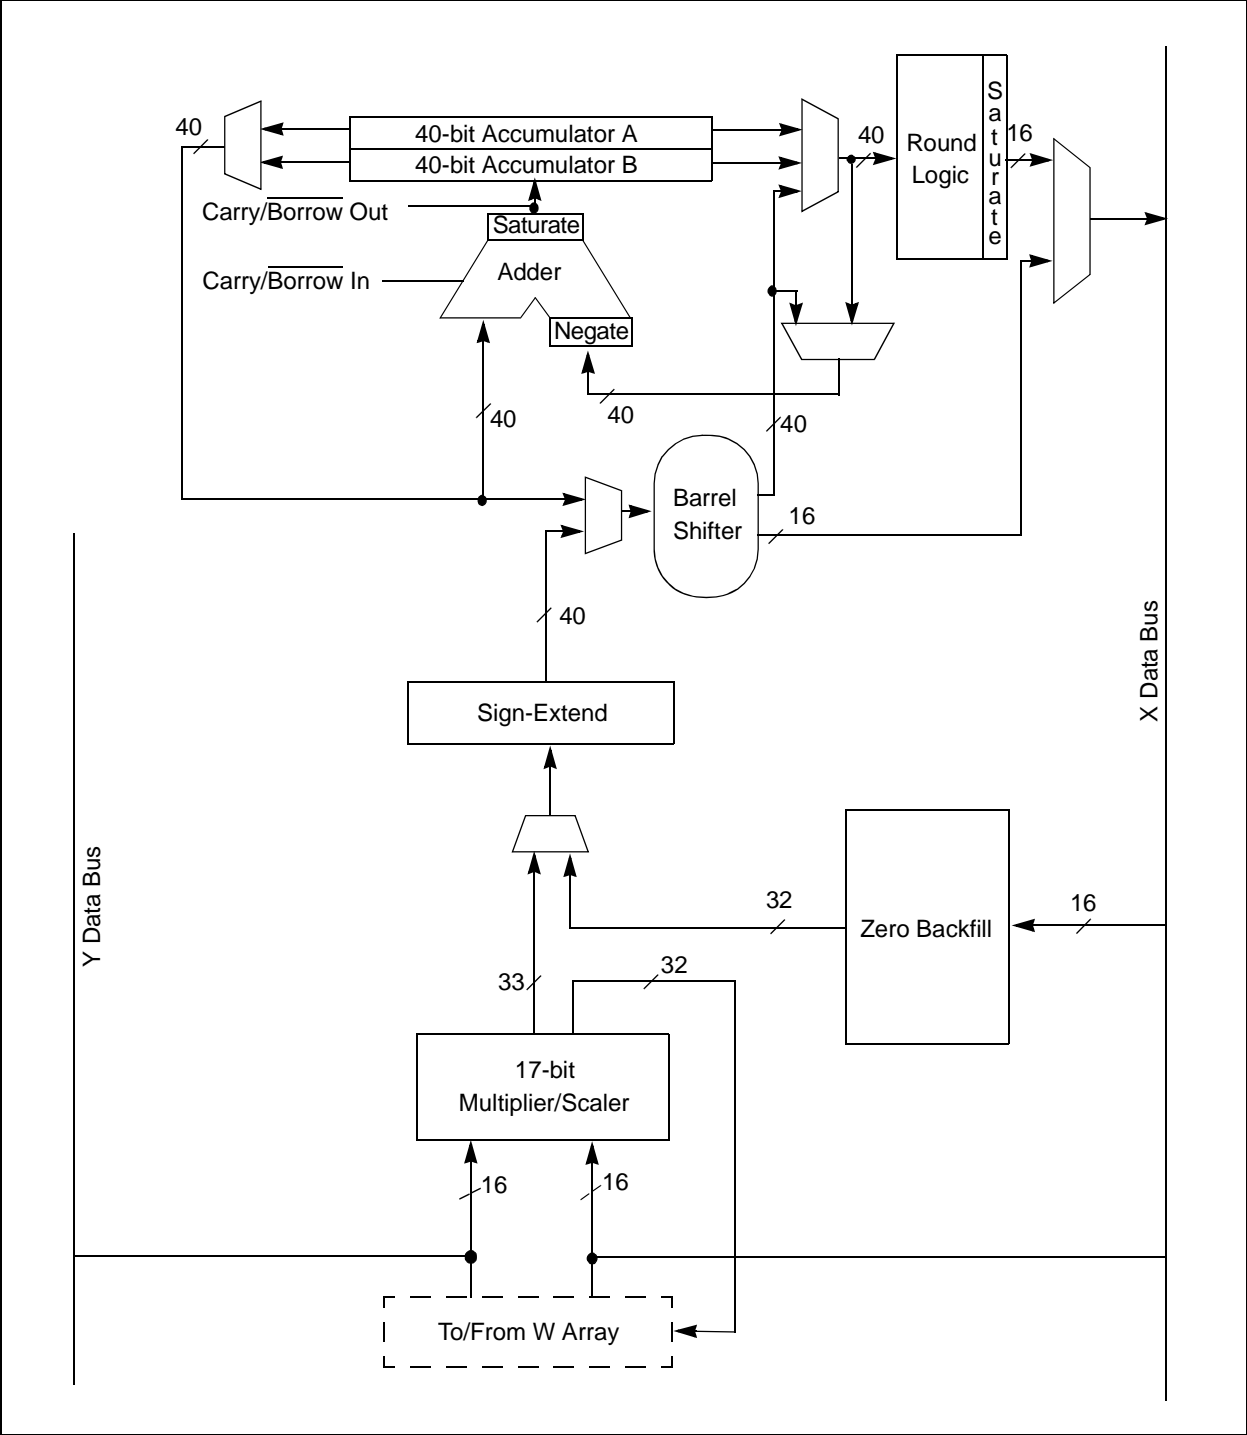 40
40-bit Accumulator A
40-bit Accumulator B
Carry/Borrow Out
Saturate
Carry/Borrow In
Adder
Negate
40
Round
Logic
Saturate
16
40
40
40
Barrel
Shifter
16
40
X Data Bus
Sign-Extend
Y Data Bus
32
Zero Backfill
16
33
32
17-bit
Multiplier/Scaler
16
16
To/From W Array